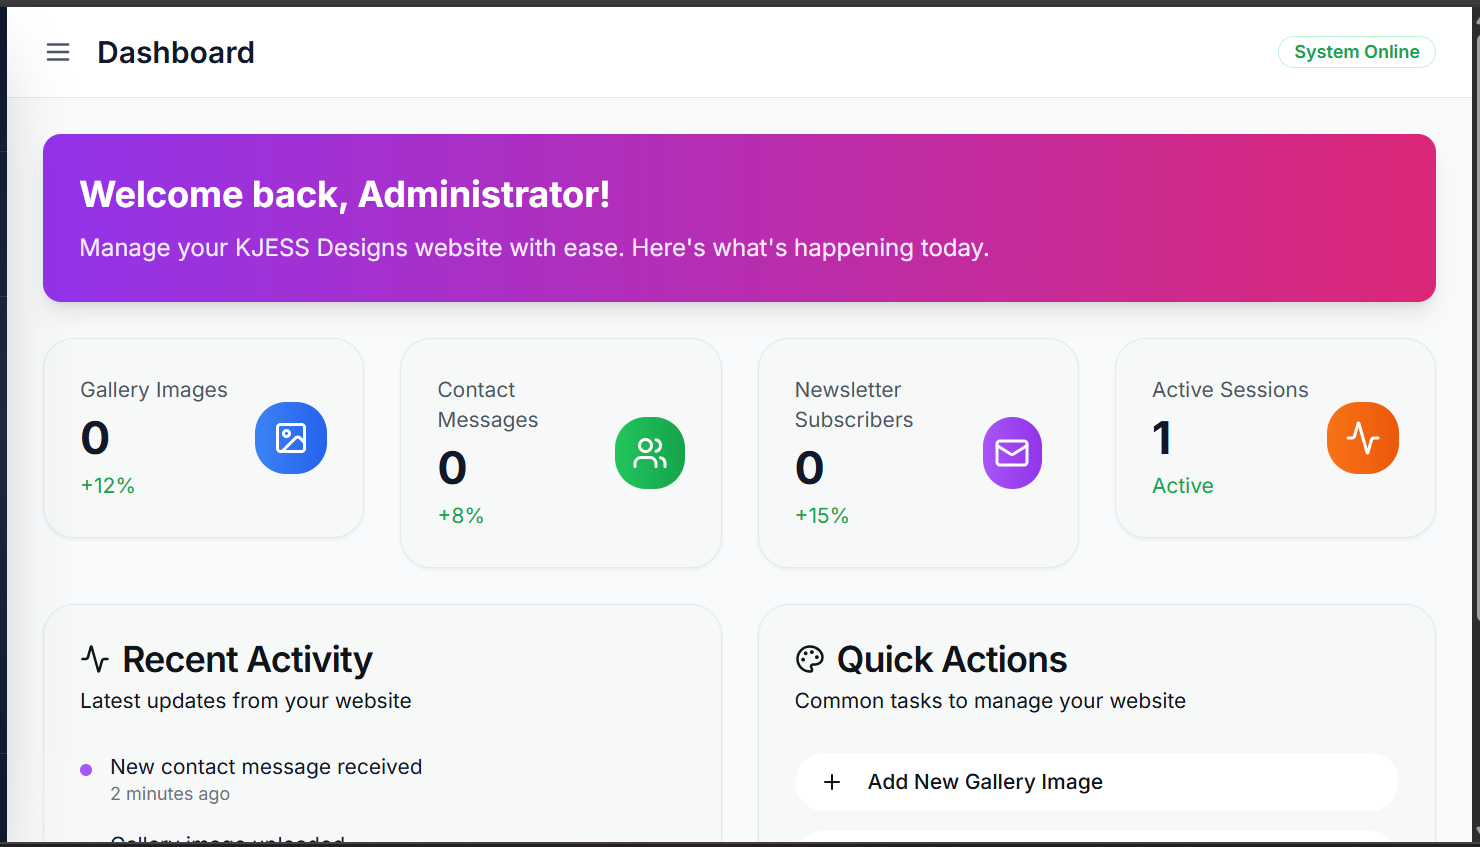 Dashboard
System Online
Welcome back, Administrator!
Manage your KJESS Designs website with ease. Here's what's happening today.
Gallery Images
0
+12%
Contact
Messages
0
+8%
Newsletter
Subscribers
0
+15%
Active Sessions
1
Active
Recent Activity
Latest updates from your website
New contact message received
2 minutes ago
Gallery image uploaded
Quick Actions
Common tasks to manage your website
Add New Gallery Image